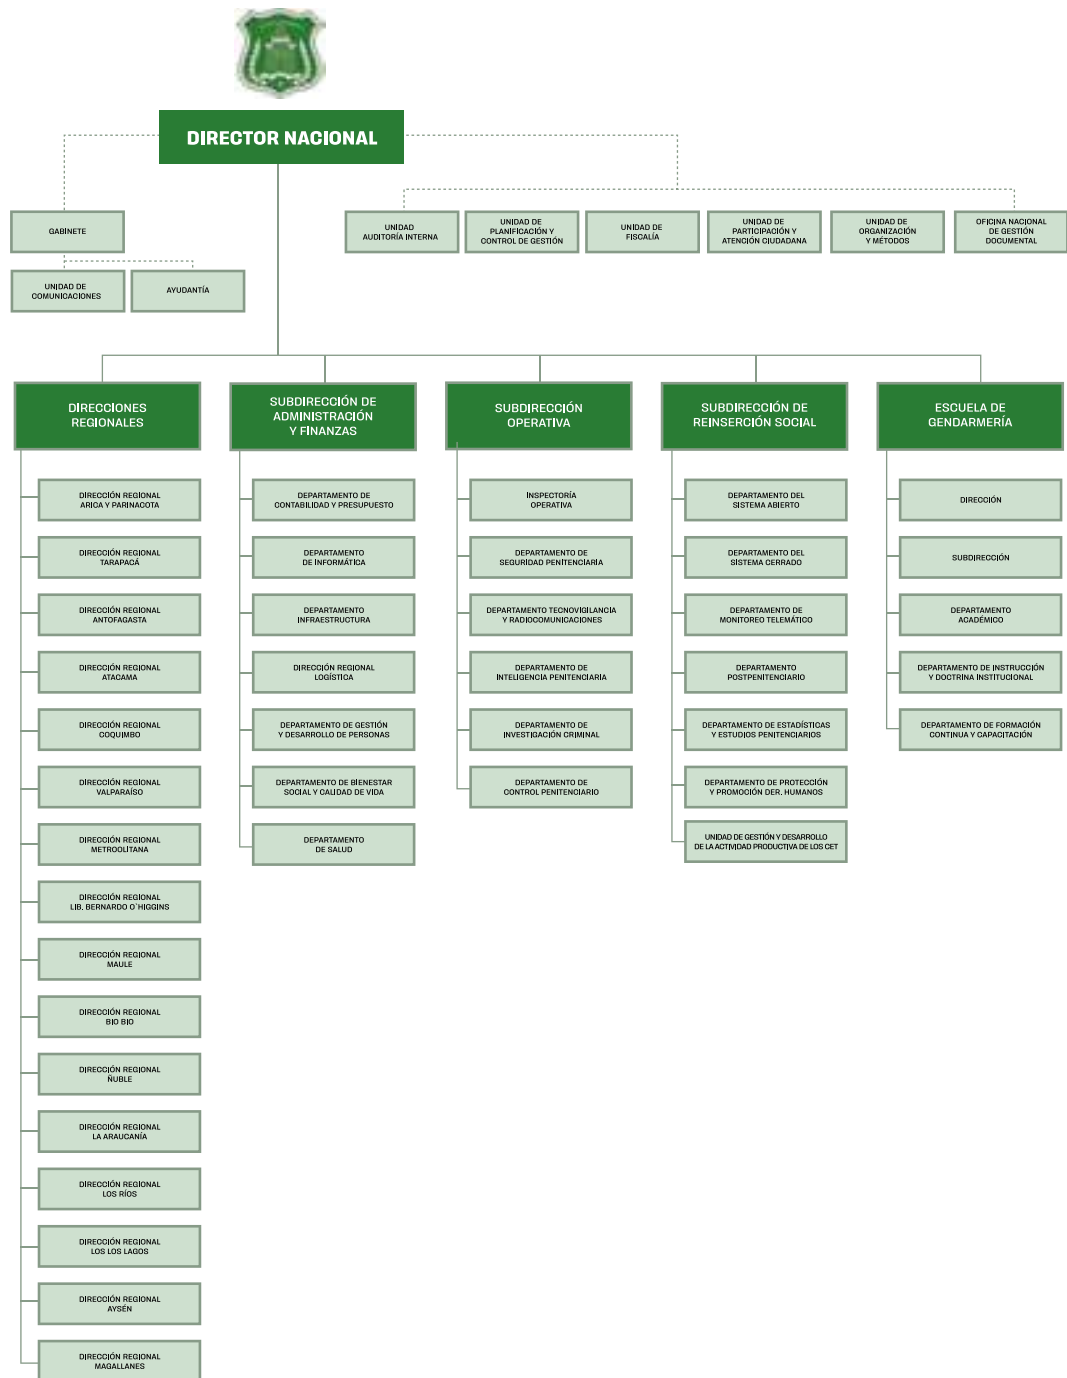 DIRECTOR NACIONAL
GABINETE
UNIDAD DE
COMUNICACIONES
AYUDANTÍA
UNIDAD
AUDITORÍA INTERNA
UNIDAD DE
PLANIFICACIÓN Y
CONTROL DE GESTIÓN
UNIDAD DE
FISCALÍA
UNIDAD DE
PARTICIPACIÓN Y
ATENCIÓN CIUDADANA
UNIDAD DE
ORGANIZACIÓN
Y MÉTODOS
OFICINA NACIONAL
DE GESTIÓN
DOCUMENTAL
DIRECCIONES
REGIONALES
DIRECCIÓN REGIONAL
ARICA Y PARINACOTA
DIRECCIÓN REGIONAL
TARAPACÁ
DIRECCIÓN REGIONAL
ANTOFAGASTA
DIRECCIÓN REGIONAL
ATACAMA
DIRECCIÓN REGIONAL
COQUIMBO
DIRECCIÓN REGIONAL
VALPARAÍSO
DIRECCIÓN REGIONAL
METROOLITANA
DIRECCIÓN REGIONAL
LIB. BERNARDO O´HIGGINS
DIRECCIÓN REGIONAL
MAULE
DIRECCIÓN REGIONAL
BIO BIO
DIRECCIÓN REGIONAL
ÑUBLE
DIRECCIÓN REGIONAL
LA ARAUCANÍA
DIRECCIÓN REGIONAL
LOS RÍOS
DIRECCIÓN REGIONAL
LOS LOS LAGOS
DIRECCIÓN REGIONAL
AYSÉN
DIRECCIÓN REGIONAL
MAGALLANES
SUBDIRECCIÓN DE
ADMINISTRACIÓN
Y FINANZAS
DEPARTAMENTO DE
CONTABILIDAD Y PRESUPUESTO
DEPARTAMENTO
DE INFORMÁTICA
DEPARTAMENTO
INFRAESTRUCTURA
DIRECCIÓN REGIONAL
LOGÍSTICA
DEPARTAMENTO DE GESTIÓN
Y DESARROLLO DE PERSONAS
DEPARTAMENTO DE BIENESTAR
SOCIAL Y CALIDAD DE VIDA
DEPARTAMENTO
DE SALUD
SUBDIRECCIÓN
OPERATIVA
INSPECTORÍA
OPERATIVA
DEPARTAMENTO DE
SEGURIDAD PENITENCIARÍA
DEPARTAMENTO TECNOVIGILANCIA
Y RADIOCOMUNICACIONES
DEPARTAMENTO DE
INTELIGENCIA PENITENCIARIA
DEPARTAMENTO DE
INVESTIGACIÓN CRIMINAL
DEPARTAMENTO DE
CONTROL PENITENCIARIO
SUBDIRECCIÓN DE
REINSERCIÓN SOCIAL
DEPARTAMENTO DEL
SISTEMA ABIERTO
DEPARTAMENTO DEL
SISTEMA CERRADO
DEPARTAMENTO DE
MONITOREO TELEMÁTICO
DEPARTAMENTO
POSTPENITENCIARIO
DEPARTAMENTO DE ESTADÍSTICAS
Y ESTUDIOS PENITENCIARIOS
DEPARTAMENTO DE PROTECCIÓN
Y PROMOCIÓN DER. HUMANOS
UNIDAD DE GESTIÓN Y DESARROLLO
DE LA ACTIVIDAD PRODUCTIVA DE LOS CET
ESCUELA DE
GENDARMERÍA
DIRECCIÓN
SUBDIRECCIÓN
DEPARTAMENTO
ACADÉMICO
DEPARTAMENTO DE INSTRUCCIÓN
Y DOCTRINA INSTITUCIONAL
DEPARTAMENTO DE FORMACIÓN
CONTINUA Y CAPACITACIÓN